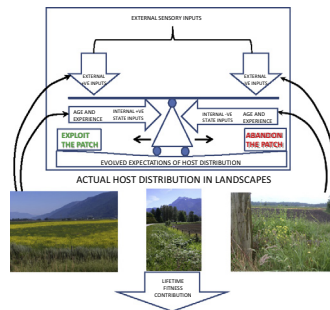 EXTERNAL SENSORY INPUTS
EXTERNAL
+VE INPUTS
EXTERNAL
-VE INPUTS
AGE AND
EXPERIENCE
INTERNAL +VE
STATE INPUTS
INTERNAL -VE
STATE INPUTS
AGE AND
EXPERIENCE
EXPLOIT
THE PATCH
ABANDON
THE PATCH
EVOLVED EXPECTATIONS OF HOST DISTRIBUTION
ACTUAL HOST DISTRIBUTION IN LANDSCAPES
LIFETIME
FITNESS
CONTRIBUTION